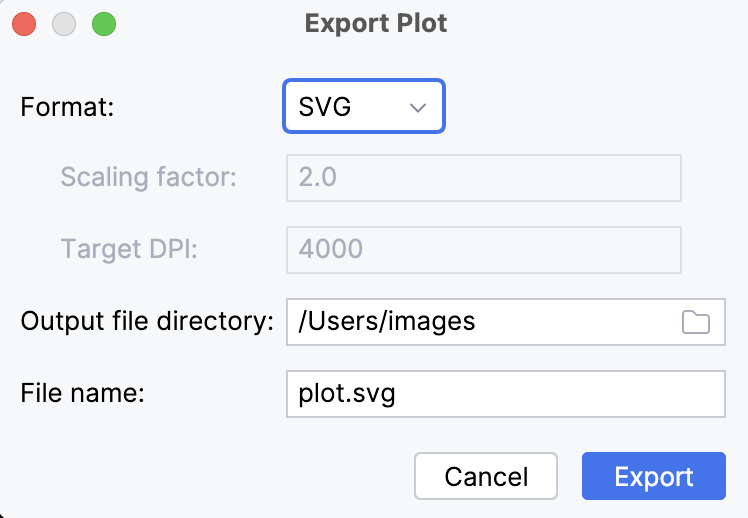 Export Plot
Format: SVG
Scaling factor: 2.0
Target DPI: 4000
Output file directory: /Users/images
File name: plot.svg
Cancel Export